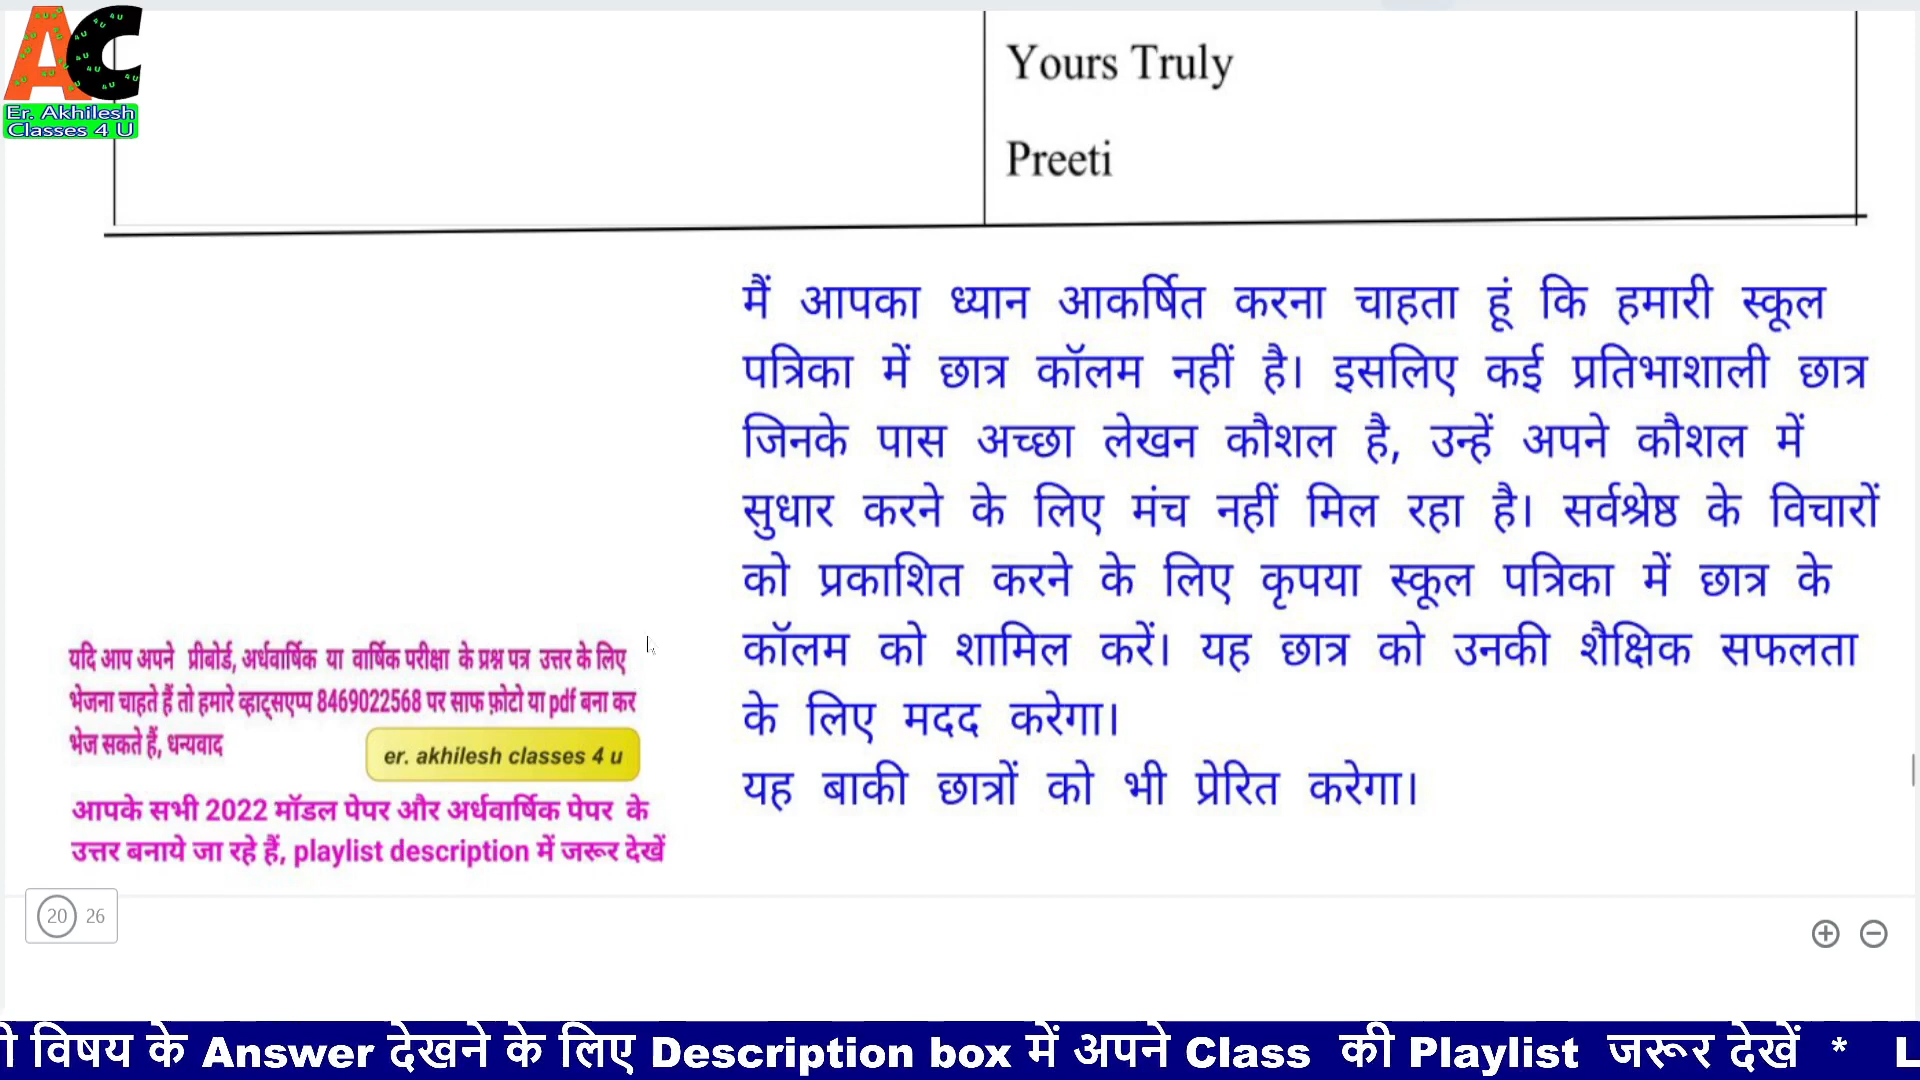 AC
Er. Akhilesh
Classes 4 U
Yours Truly
Preeti
मैं आपका ध्यान आकर्षित करना चाहता हूं कि हमारी स्कूल
पत्रिका में छात्र कॉलम नहीं है। इसलिए कई प्रतिभाशाली छात्र
जिनके पास अच्छा लेखन कौशल है, उन्हें अपने कौशल में
सुधार करने के लिए मंच नहीं मिल रहा है। सर्वश्रेष्ठ के विचारों
को प्रकाशित करने के लिए कृपया स्कूल पत्रिका में छात्र के
कॉलम को शामिल करें। यह छात्र को उनकी शैक्षिक सफलता
के लिए मदद करेगा।
यह बाकी छात्रों को भी प्रेरित करेगा।
यदि आप अपने प्रीबोर्ड, अर्धवार्षिक या वार्षिक परीक्षा के प्रश्न पत्र उत्तर के लिए
भेजना चाहते हैं तो हमारे व्हाट्सएप्प 8469022568 पर साफ फ़ोटो या pdf बना कर
भेज सकते हैं, धन्यवाद
er. akhilesh classes 4 u
आपके सभी 2022 मॉडल पेपर और अर्धवार्षिक पेपर के
उत्तर बनाये जा रहे हैं, playlist description में जरूर देखें
20 26
विषय के Answer देखने के लिए Description box में अपने Class की Playlist जरूर देखें * L